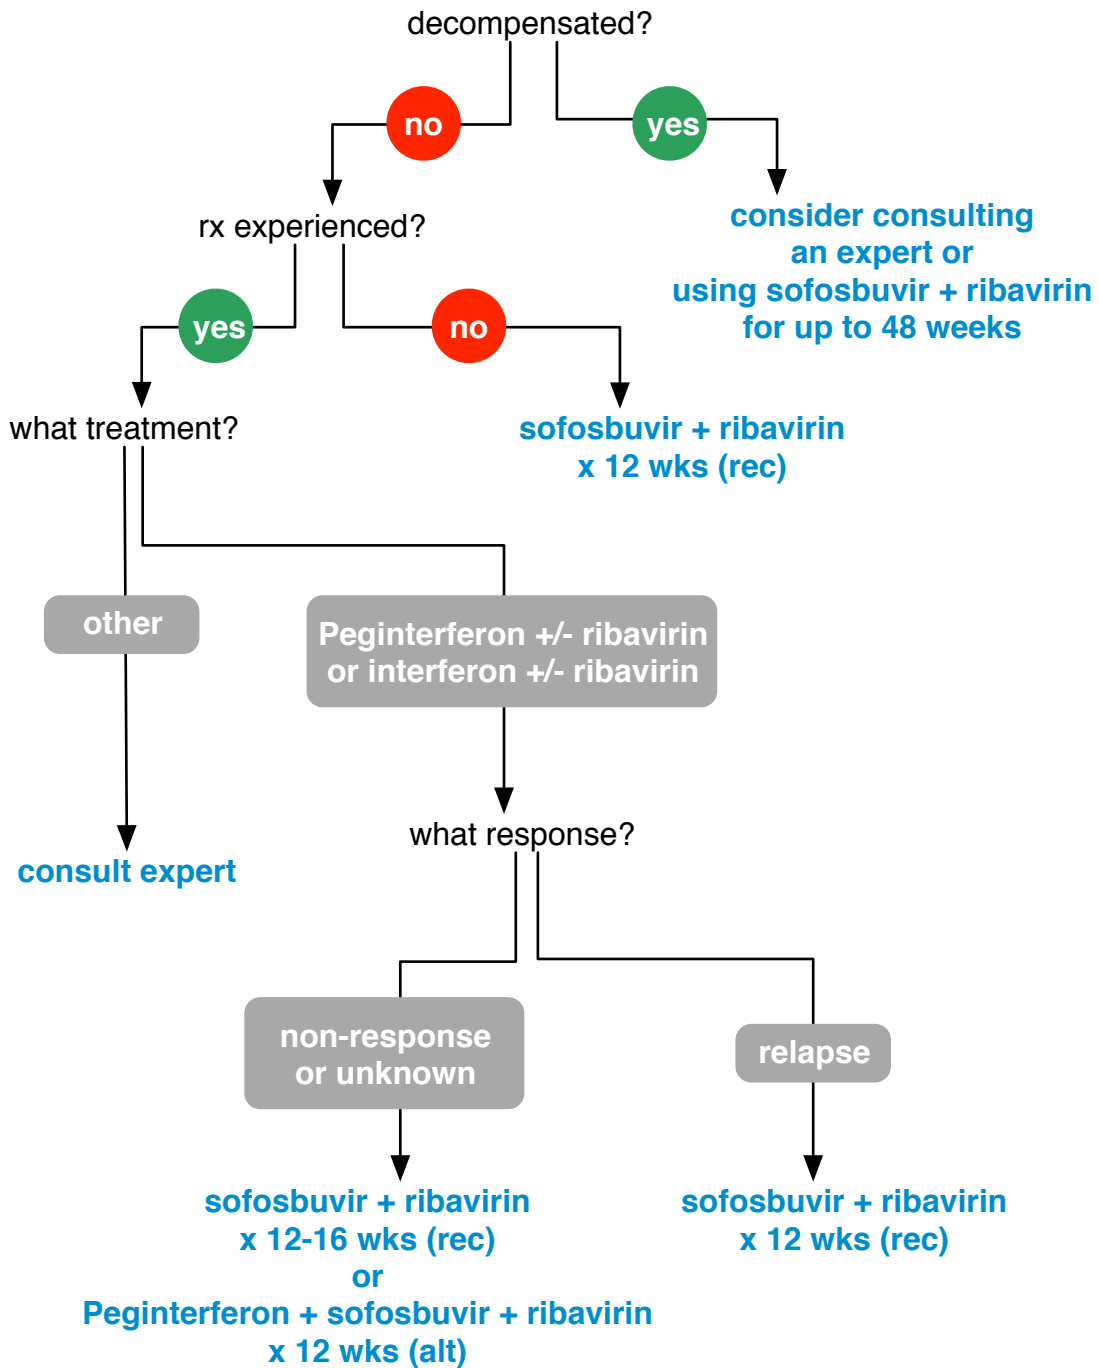 decompensated?
no
yes
rx experienced?
consider consulting
an expert or
using sofosbuvir + ribavirin
for up to 48 weeks
yes
no
what treatment?
sofosbuvir + ribavirin
x 12 wks (rec)
other
Peginterferon +/- ribavirin
or interferon +/- ribavirin
what response?
consult expert
non-response
or unknown
relapse
sofosbuvir + ribavirin
x 12-16 wks (rec)
or
Peginterferon + sofosbuvir + ribavirin
x 12 wks (alt)
sofosbuvir + ribavirin
x 12 wks (rec)